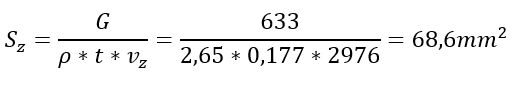 S_z = G / (ρ * t * v_z) = 633 / (2,65 * 0,177 * 2976) = 68,6mm²